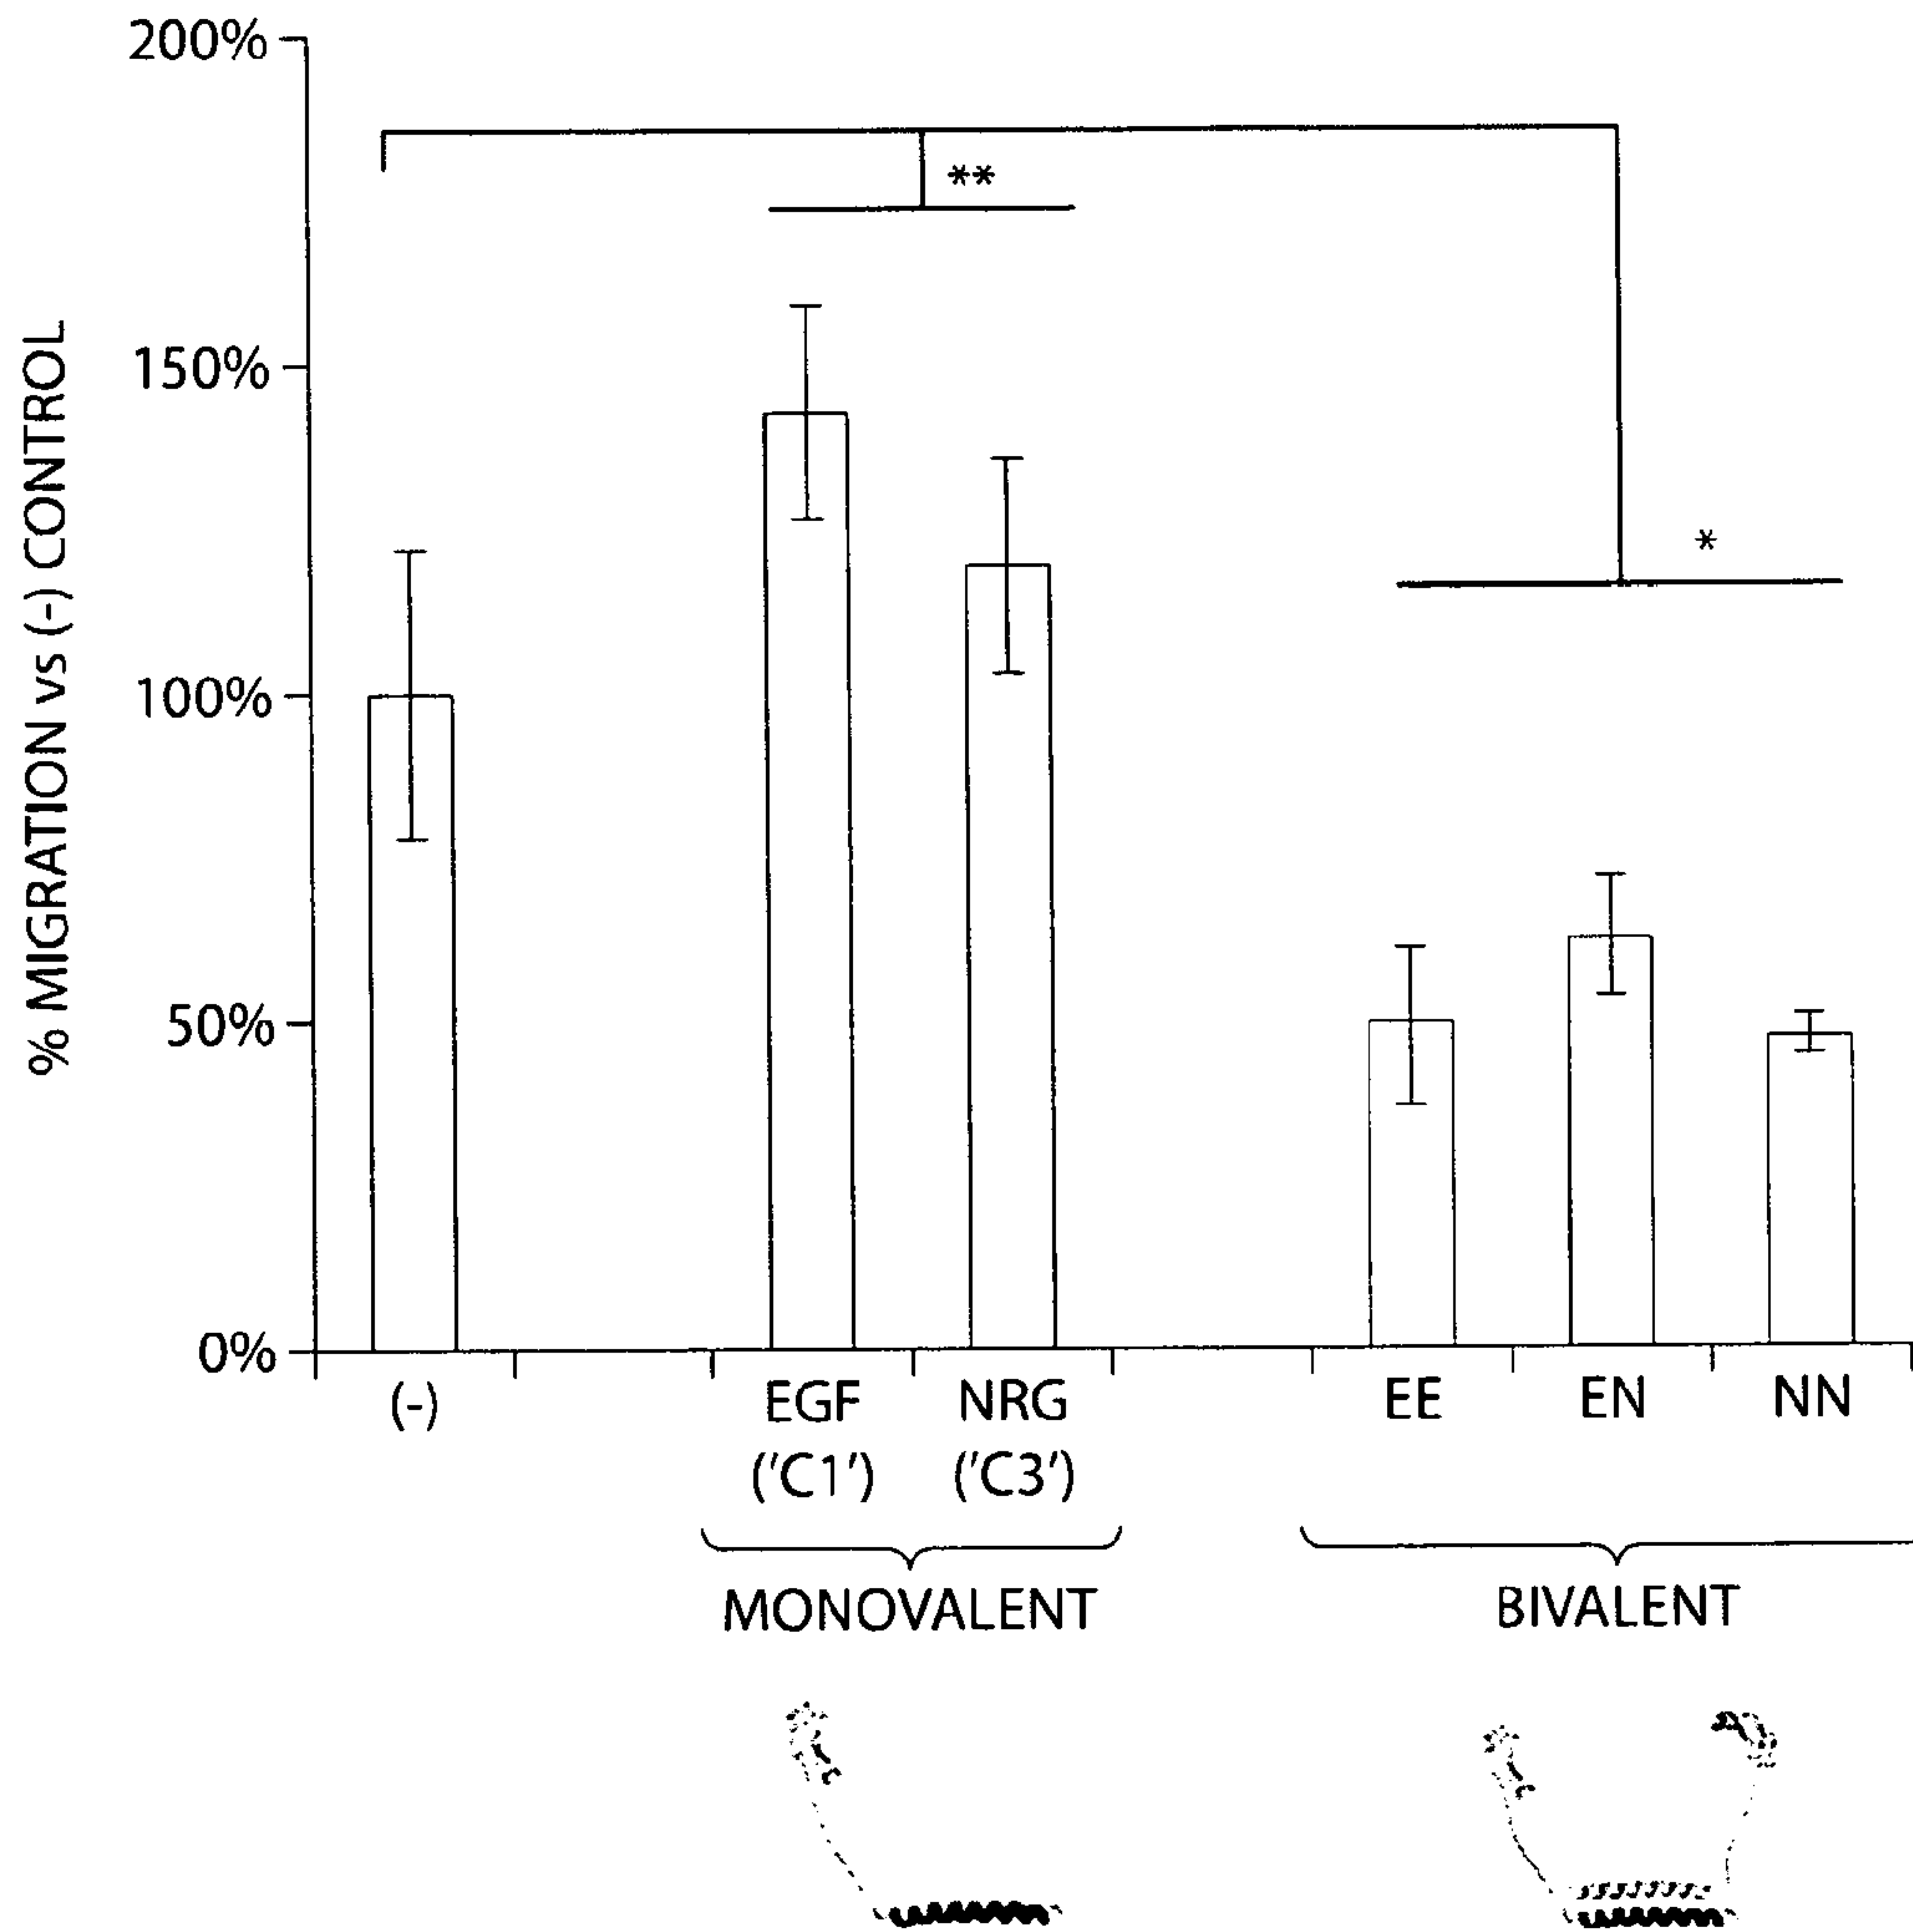 % MIGRATION vs (-) CONTROL
200%
150%
100%
50%
0%
**
*
(-)
EGF
('C1')
NRG
('C3')
EE
EN
NN
MONOVALENT
BIVALENT